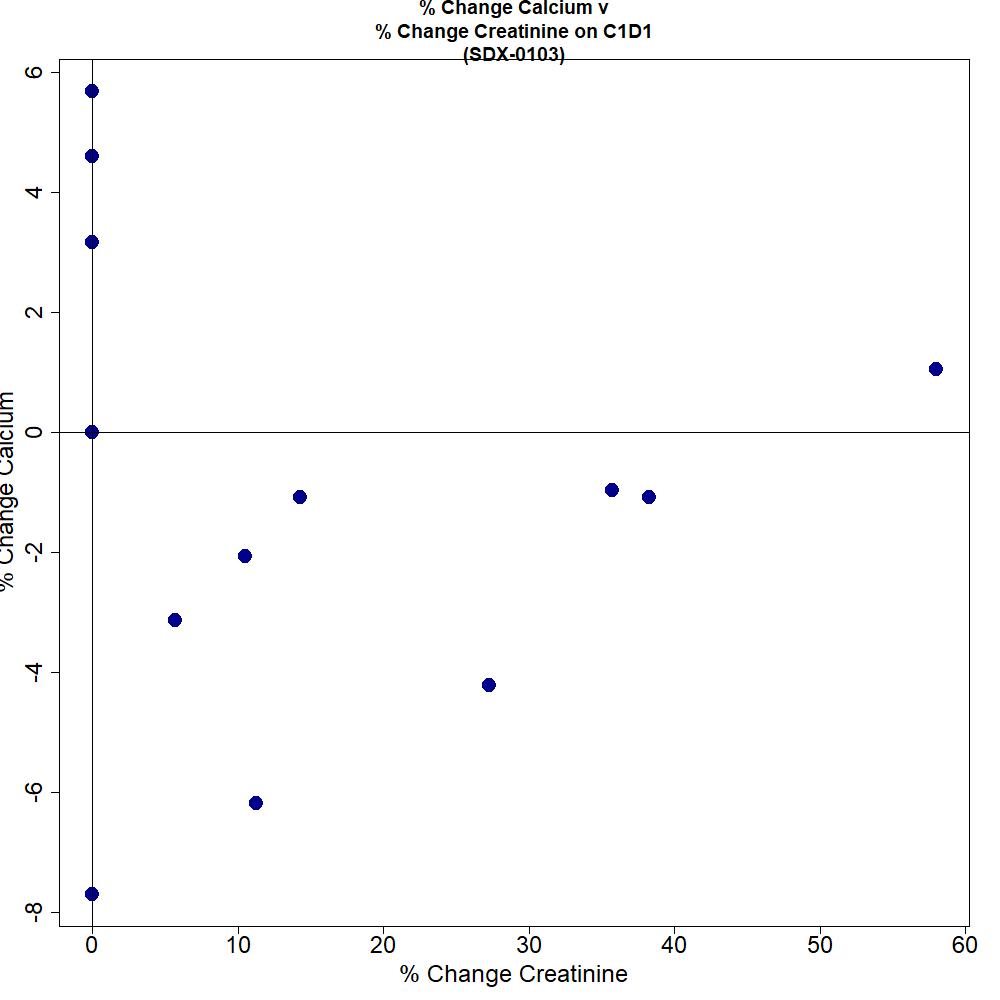 % Change Calcium v
% Change Creatinine on C1D1
(SDX-0103)
% Change Calcium
6
4
2
0
-2
-4
-6
-8
0 10 20 30 40 50 60
% Change Creatinine